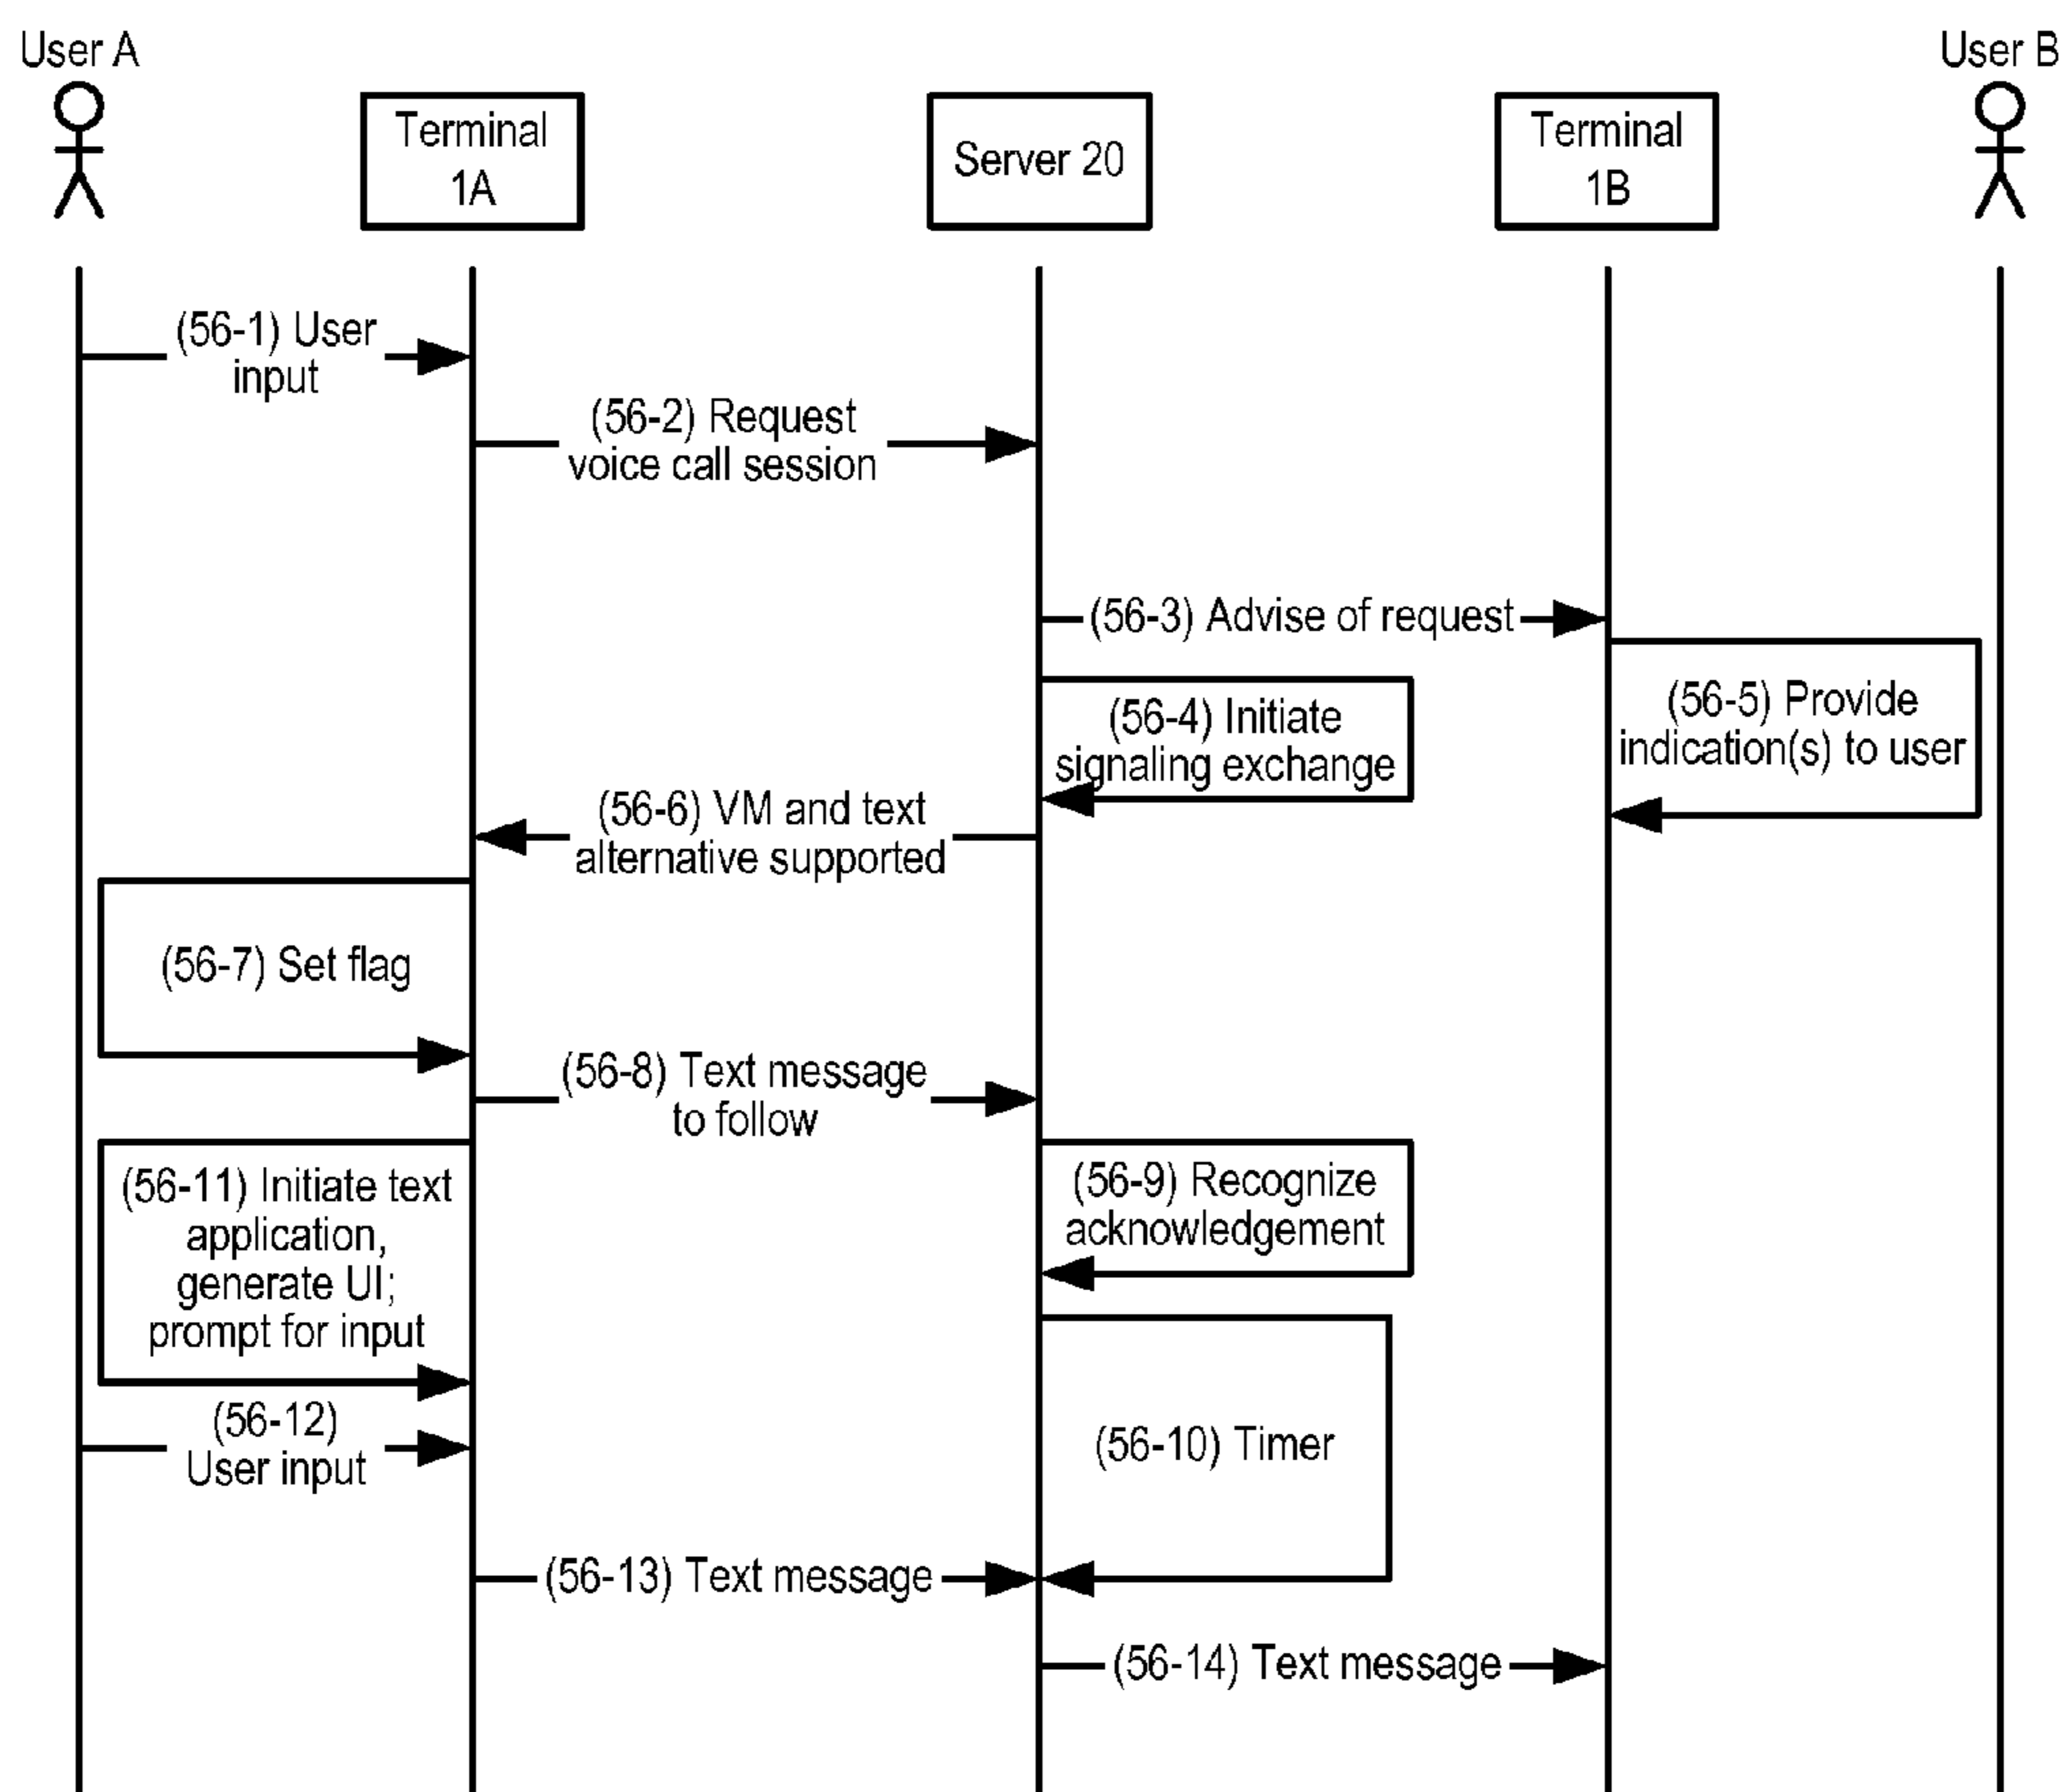 User A
User B
Terminal
1A
Server 20
Terminal
1B
(56-1) User
input
(56-2) Request
voice call session
(56-3) Advise of request
(56-4) Initiate
signaling exchange
(56-5) Provide
indication(s) to user
(56-6) VM and text
alternative supported
(56-7) Set flag
(56-8) Text message
to follow
(56-9) Recognize
acknowledgement
(56-11) Initiate text
application,
generate UI;
prompt for input
(56-12)
User input
(56-10) Timer
(56-13) Text message
(56-14) Text message